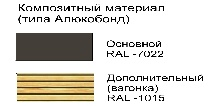 Композитный материал
(типа Алюкобонд)
Основной
RAL -7022
Дополнительный
(вагонка)
RAL -1015